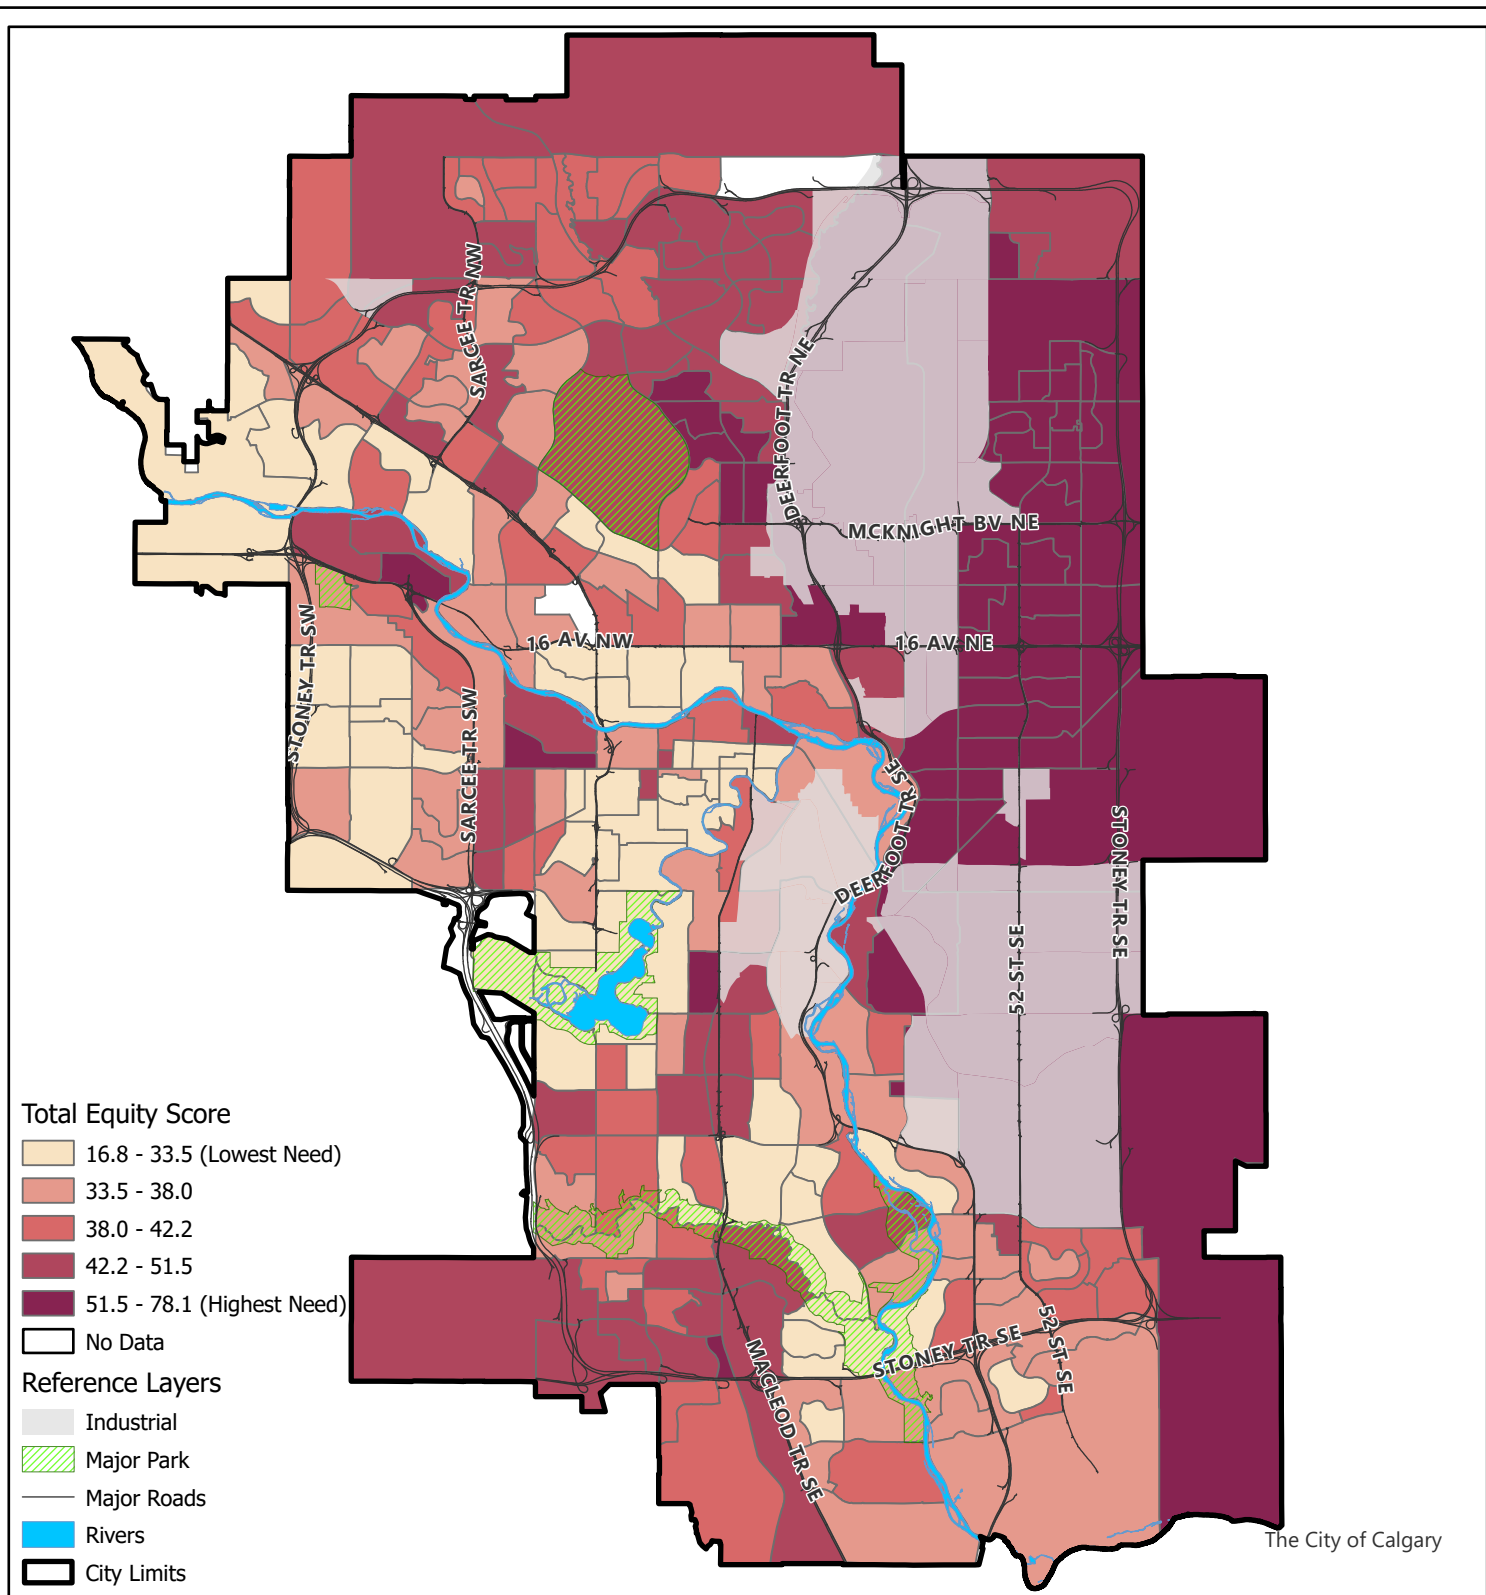 SARCEE TR NW
DEERFOOT TR NE
MCKNIGHT BV NE
16 AV NW
16 AV NE
STONEY TR SW
SARCEE TR SW
DEERFOOT TR SE
STONEY TR SE
52 ST SE
STONEY TR SE
52 ST SE
MACLEOD TR SE
Total Equity Score
16.8 - 33.5 (Lowest Need)
33.5 - 38.0
38.0 - 42.2
42.2 - 51.5
51.5 - 78.1 (Highest Need)
No Data
Reference Layers
Industrial
Major Park
Major Roads
Rivers
City Limits
The City of Calgary